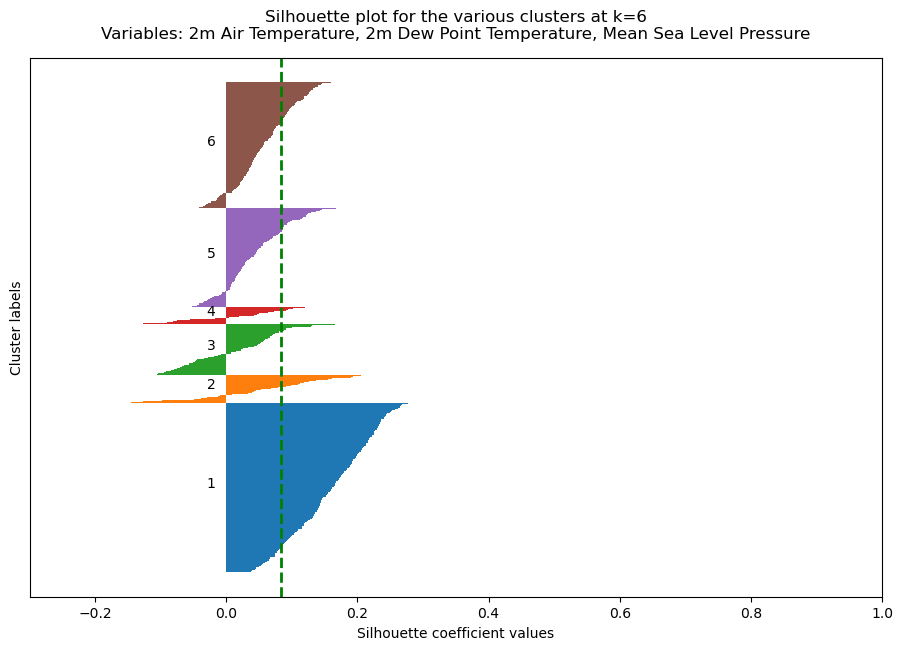 Silhouette plot for the various clusters at k=6
Variables: 2m Air Temperature, 2m Dew Point Temperature, Mean Sea Level Pressure
Cluster labels
6
5
4
3
2
1
−0.2 0.0 0.2 0.4 0.6 0.8 1.0
Silhouette coefficient values